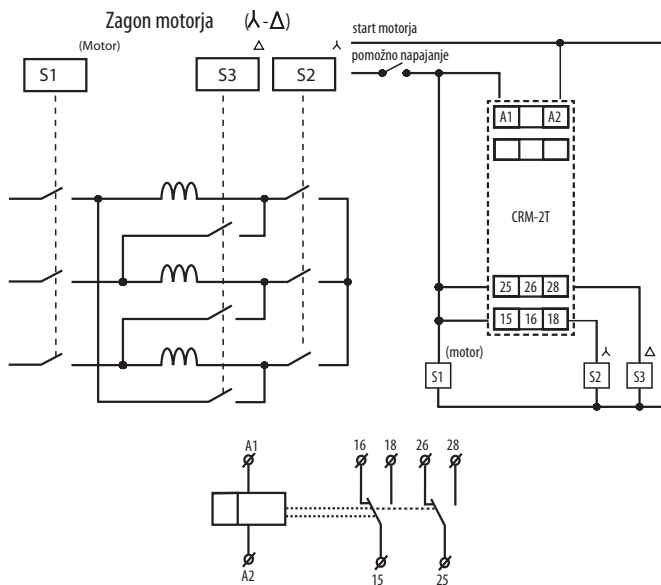 Zagon motorja (⅄-Δ)
(Motor)
Δ
⅄
S1
S3
S2
start motorja
pomožno napajanje
A1
A2
CRM-2T
25 26 28
15 16 18
(motor)
⅄
Δ
S1
S2
S3
A1
16
18
26
28
A2
15
25